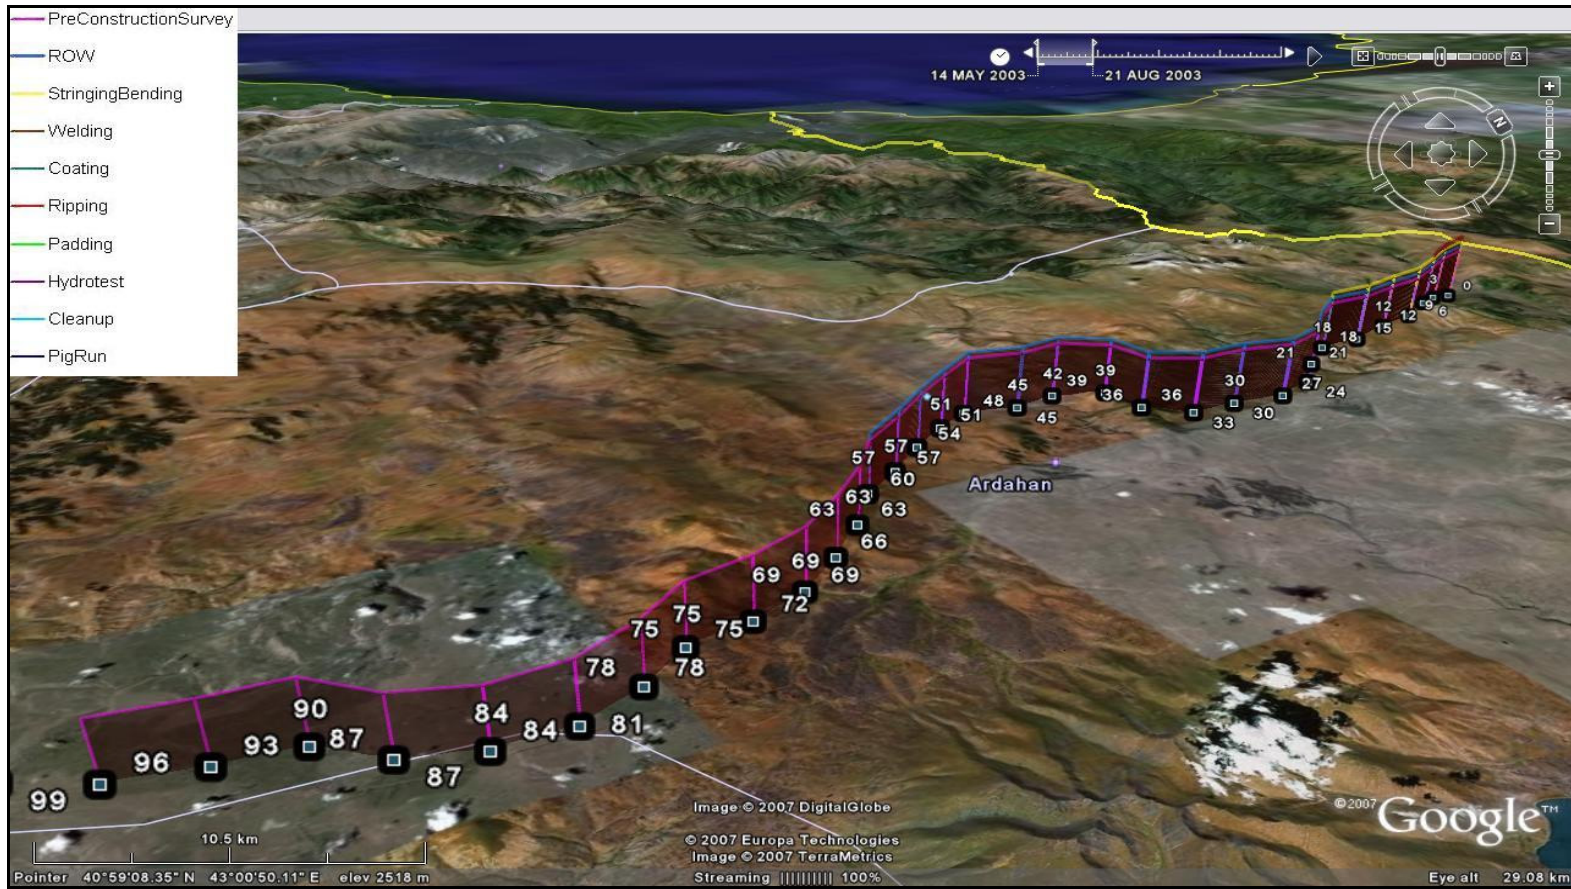 PreConstructionSurvey
ROW
StringingBending
Welding
Coating
Ripping
Padding
Hydrotest
Cleanup
PigRun
14 MAY 2003
21 AUG 2003
N
0
3
6
9
12
12
15
18
18
21
21
24
27
30
30
33
36
36
39
39
42
45
45
48
51
51
54
57
57
57
60
63
63
63
66
69
69
69
72
75
75
75
78
78
81
84
84
87
87
90
93
96
99
Ardahan
10.5 km
Image © 2007 DigitalGlobe
© 2007 Europa Technologies
Image © 2007 TerraMetrics
©2007 Google™
Pointer 40°59'08.35" N 43°00'50.11" E elev 2518 m
Streaming |||||||||| 100%
Eye alt 29.08 km